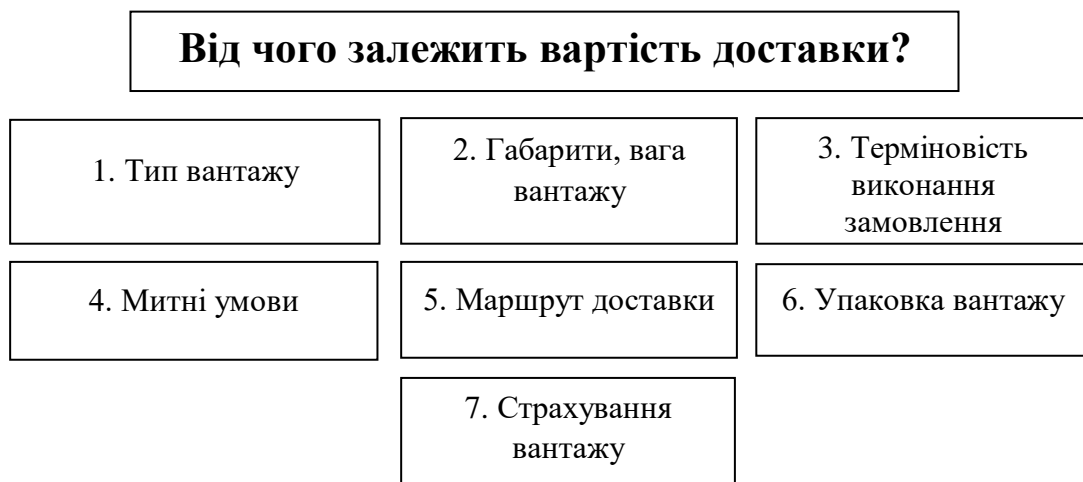 Від чого залежить вартість доставки?
1. Тип вантажу
2. Габарити, вага
вантажу
3. Терміновість
виконання
замовлення
4. Митні умови
5. Маршрут доставки
6. Упаковка вантажу
7. Страхування
вантажу